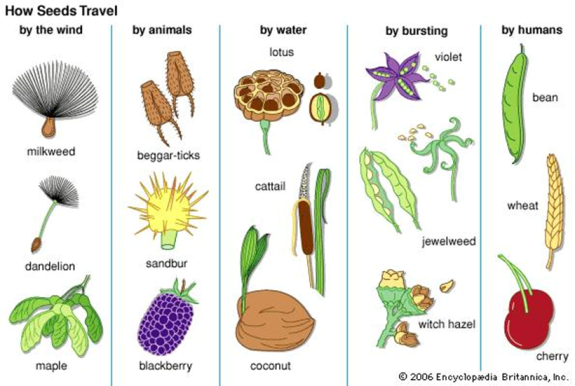 How Seeds Travel
by the wind
by animals
by water
by bursting
by humans
milkweed
dandelion
maple
beggar-ticks
sandbur
blackberry
lotus
cattail
coconut
violet
jewelweed
witch hazel
bean
wheat
cherry
© 2006 Encyclopædia Britannica, Inc.